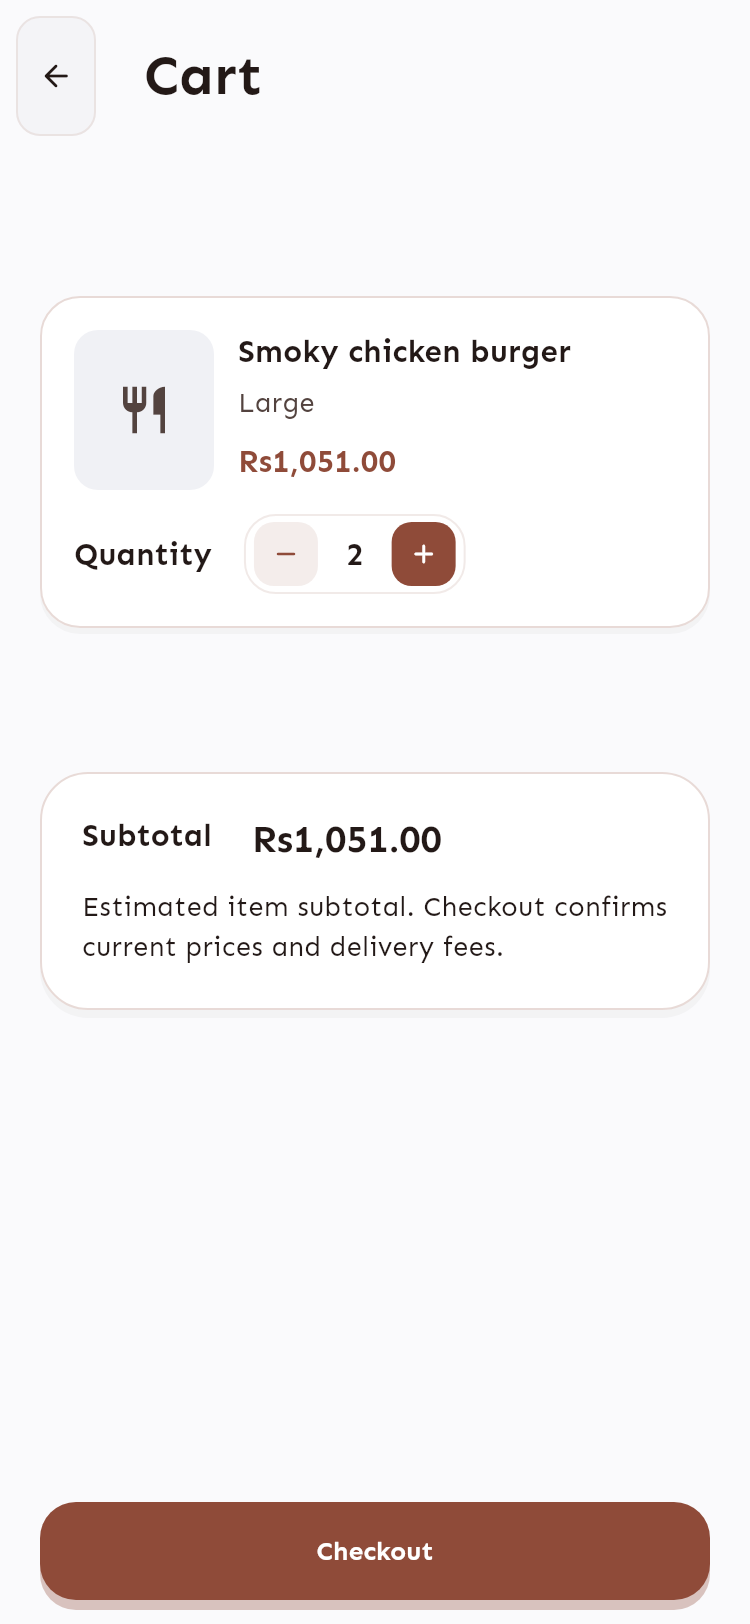 Cart
Smoky chicken burger
Large
Rs1,051.00
Quantity
2
Subtotal Rs1,051.00
Estimated item subtotal. Checkout confirms
current prices and delivery fees.
Checkout